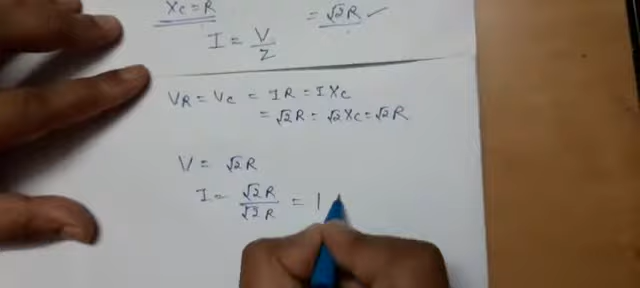 Xc = R
= √2R ✓
I = V/Z
VR = VC = IR = IXc
= √2R = √2Xc = √2R
V = √2R
I = √2R/√2R = 1